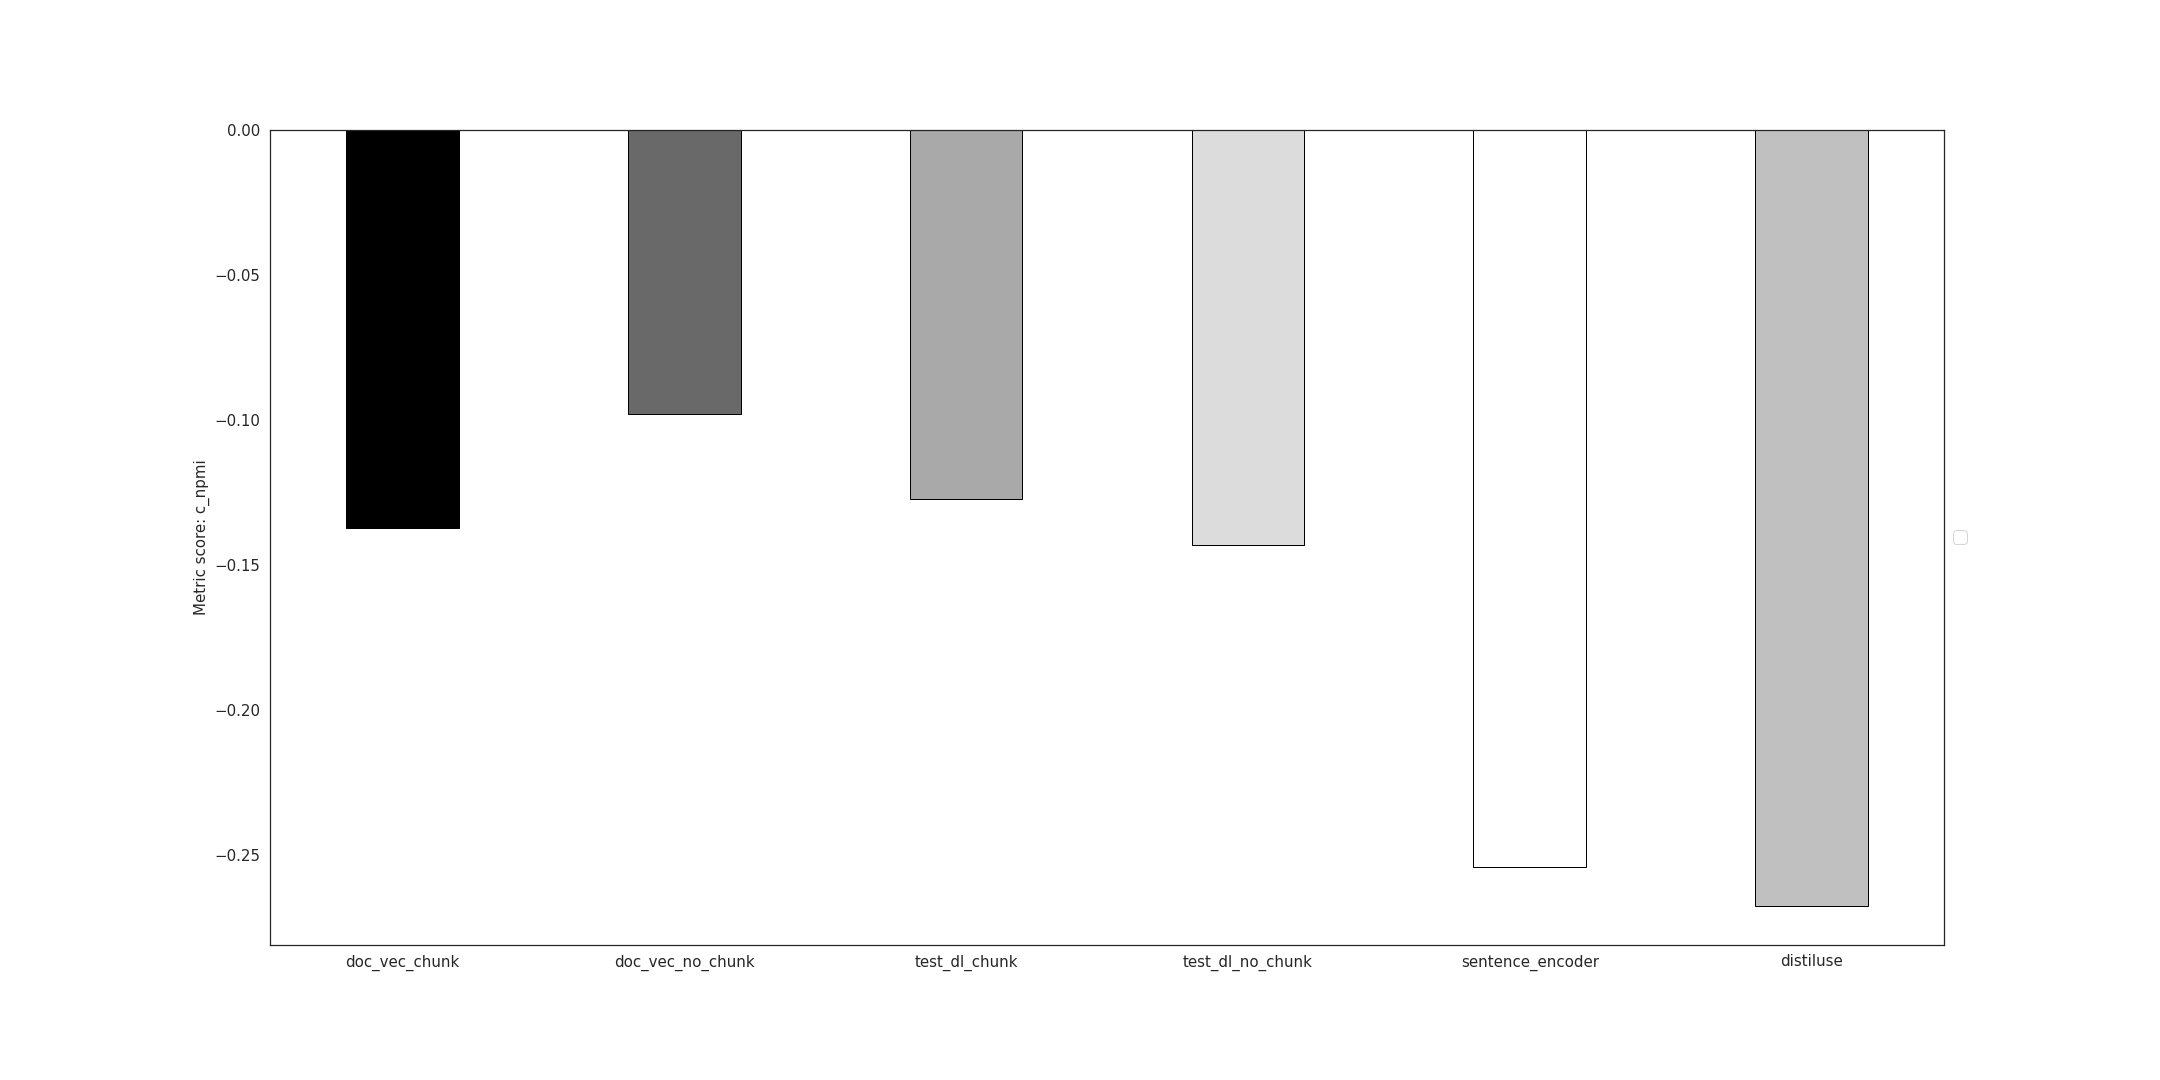 0.00
−0.05
−0.10
−0.15
−0.20
−0.25
Metric score: c_npmi
doc_vec_chunk
doc_vec_no_chunk
test_dl_chunk
test_dl_no_chunk
sentence_encoder
distiluse